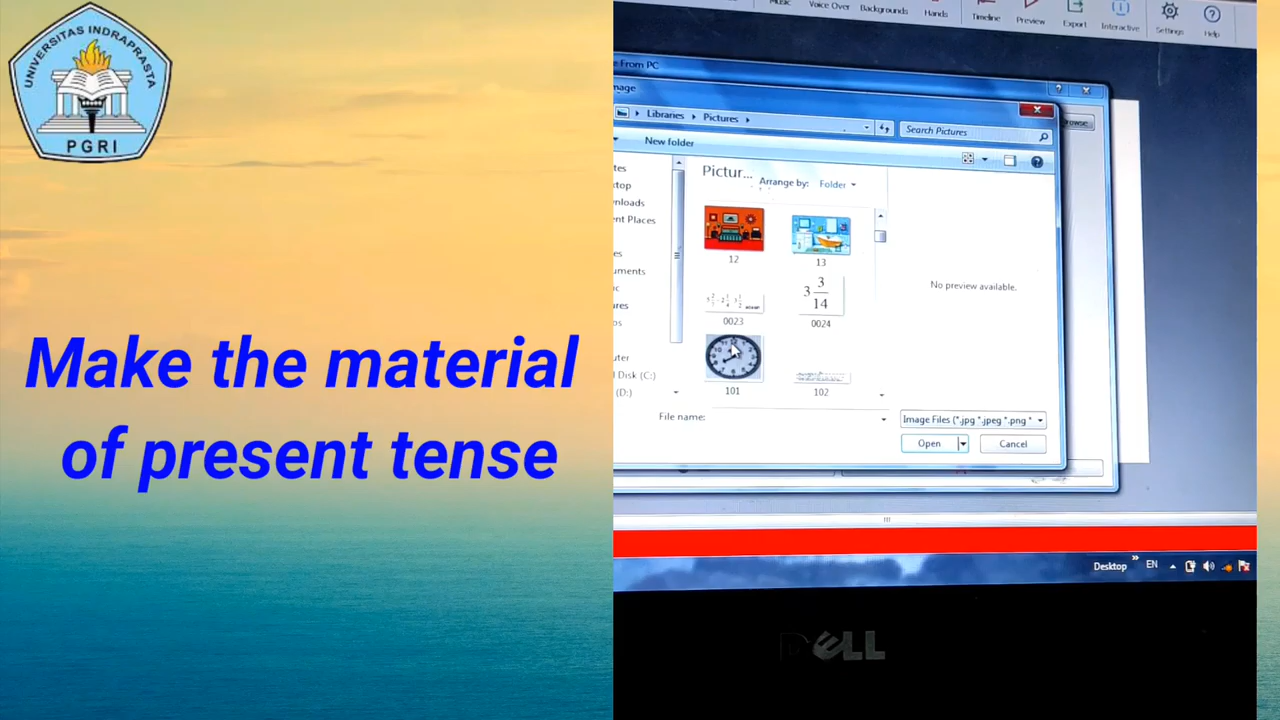 UNIVERSITAS INDRAPRASTA
PGRI
Make the material
of present tense
Music Voice Over Backgrounds Hands Timeline Preview Export Interactive Settings Help
From PC
mage
Libraries Pictures
Search Pictures
New folder
Pictur...
Arrange by: Folder
12
13
No preview available.
3 3/14
0023
0024
101
102
Disk (C:)
(D:)
File name:
Image Files (*.jpg *.jpeg *.png *
Open
Cancel
Desktop
EN
DELL